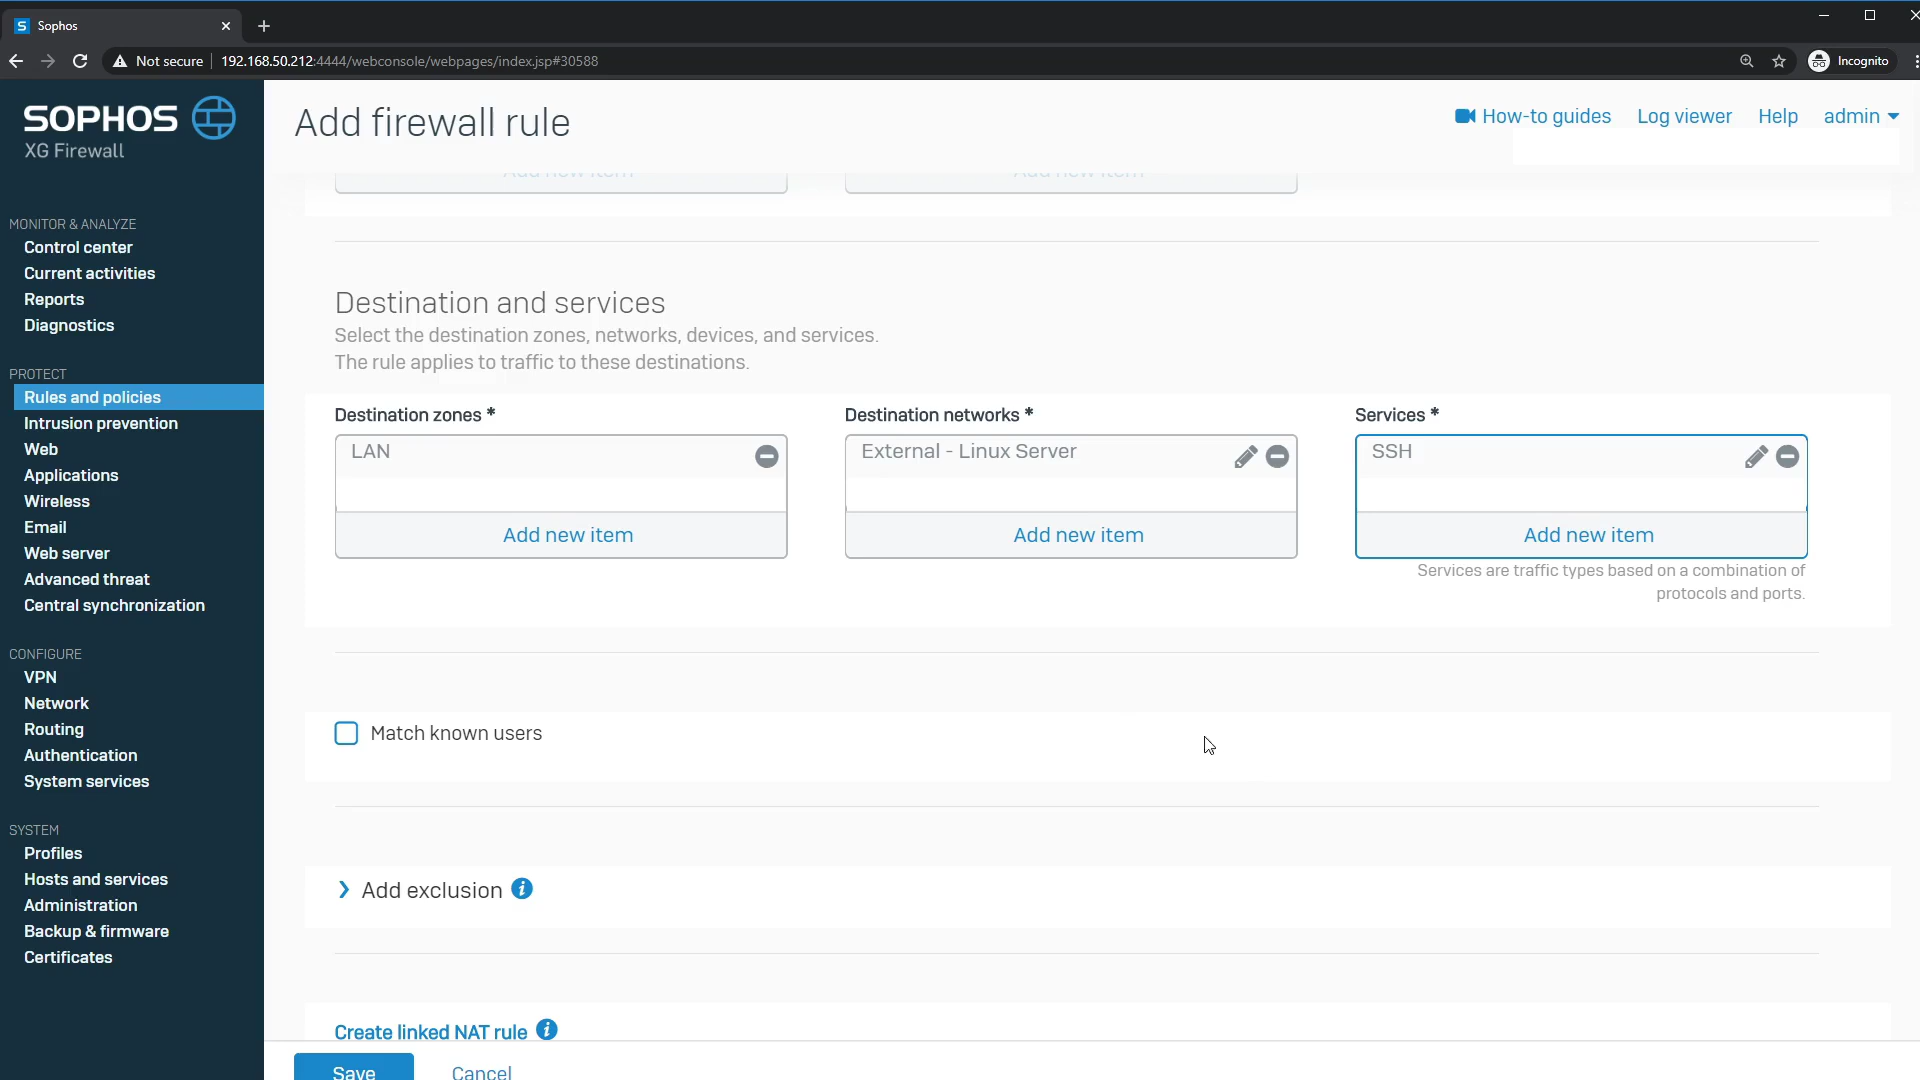 Sophos
Not secure
192.168.50.212:4444/webconsole/webpages/index.jsp#30588
Incognito
SOPHOS
XG Firewall
MONITOR & ANALYZE
Control center
Current activities
Reports
Diagnostics
PROTECT
Rules and policies
Intrusion prevention
Web
Applications
Wireless
Email
Web server
Advanced threat
Central synchronization
CONFIGURE
VPN
Network
Routing
Authentication
System services
SYSTEM
Profiles
Hosts and services
Administration
Backup & firmware
Certificates
Add firewall rule
How-to guides
Log viewer
Help
admin
Add new item
Add new item
Destination and services
Select the destination zones, networks, devices, and services.
The rule applies to traffic to these destinations.
Destination zones *
LAN
Add new item
Destination networks *
External - Linux Server
Add new item
Services *
SSH
Add new item
Services are traffic types based on a combination of
protocols and ports.
Match known users
Add exclusion
Create linked NAT rule
Save
Cancel